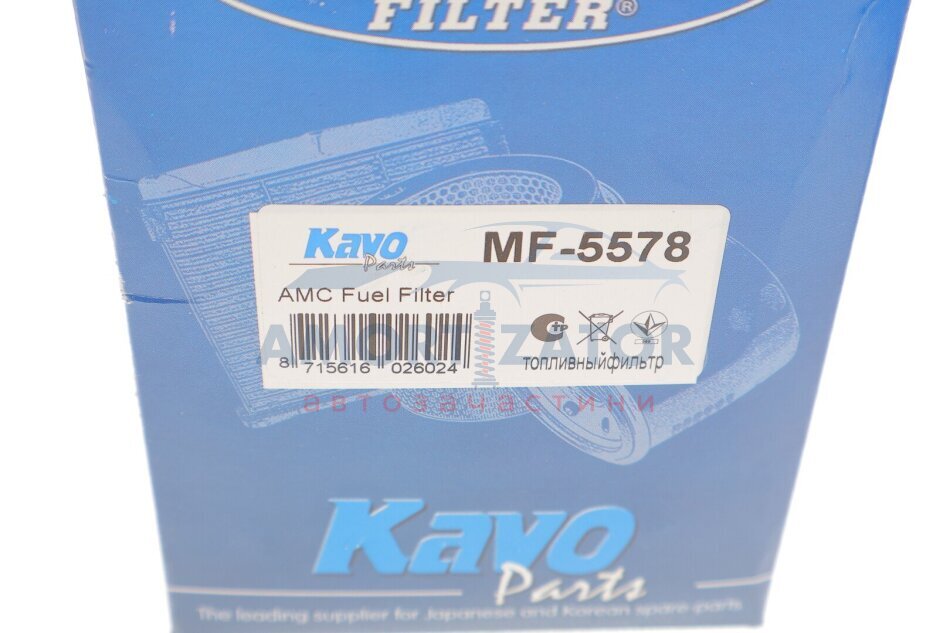 FILTER®
Kavo
Parts
MF-5578
AMC Fuel Filter
8 715616 026024
топливныйфильтр
AMORTIZATOR
автозачастини
Kavo
Parts
The leading supplier for Japanese and Korean spare parts